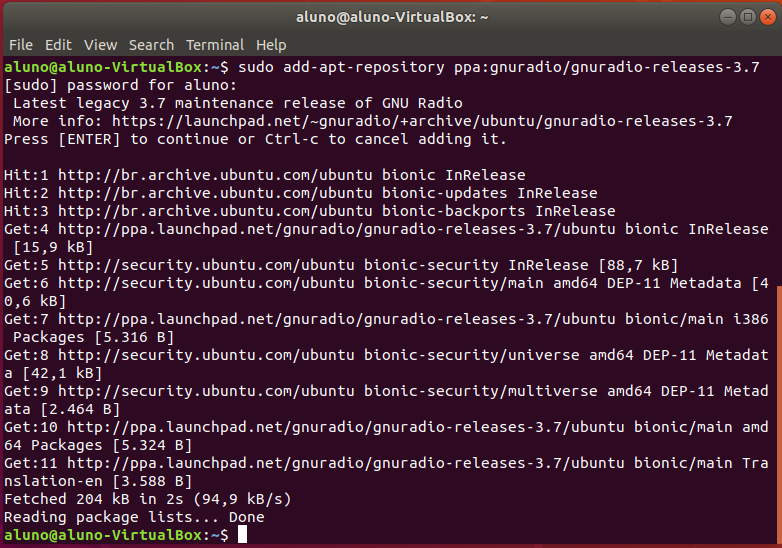 aluno@aluno-VirtualBox: ~
File Edit View Search Terminal Help
aluno@aluno-VirtualBox:~$ sudo add-apt-repository ppa:gnuradio/gnuradio-releases-3.7
[sudo] password for aluno:
 Latest legacy 3.7 maintenance release of GNU Radio
 More info: https://launchpad.net/~gnuradio/+archive/ubuntu/gnuradio-releases-3.7
Press [ENTER] to continue or Ctrl-c to cancel adding it.

Hit:1 http://br.archive.ubuntu.com/ubuntu bionic InRelease
Hit:2 http://br.archive.ubuntu.com/ubuntu bionic-updates InRelease
Hit:3 http://br.archive.ubuntu.com/ubuntu bionic-backports InRelease
Get:4 http://ppa.launchpad.net/gnuradio/gnuradio-releases-3.7/ubuntu bionic InRelease
 [15,9 kB]
Get:5 http://security.ubuntu.com/ubuntu bionic-security InRelease [88,7 kB]
Get:6 http://security.ubuntu.com/ubuntu bionic-security/main amd64 DEP-11 Metadata [4
0,6 kB]
Get:7 http://ppa.launchpad.net/gnuradio/gnuradio-releases-3.7/ubuntu bionic/main i386
 Packages [5.316 B]
Get:8 http://security.ubuntu.com/ubuntu bionic-security/universe amd64 DEP-11 Metadat
a [42,1 kB]
Get:9 http://security.ubuntu.com/ubuntu bionic-security/multiverse amd64 DEP-11 Metad
ata [2.464 B]
Get:10 http://ppa.launchpad.net/gnuradio/gnuradio-releases-3.7/ubuntu bionic/main amd
64 Packages [5.324 B]
Get:11 http://ppa.launchpad.net/gnuradio/gnuradio-releases-3.7/ubuntu bionic/main Tra
nslation-en [3.588 B]
Fetched 204 kB in 2s (94,9 kB/s)
Reading package lists... Done
aluno@aluno-VirtualBox:~$